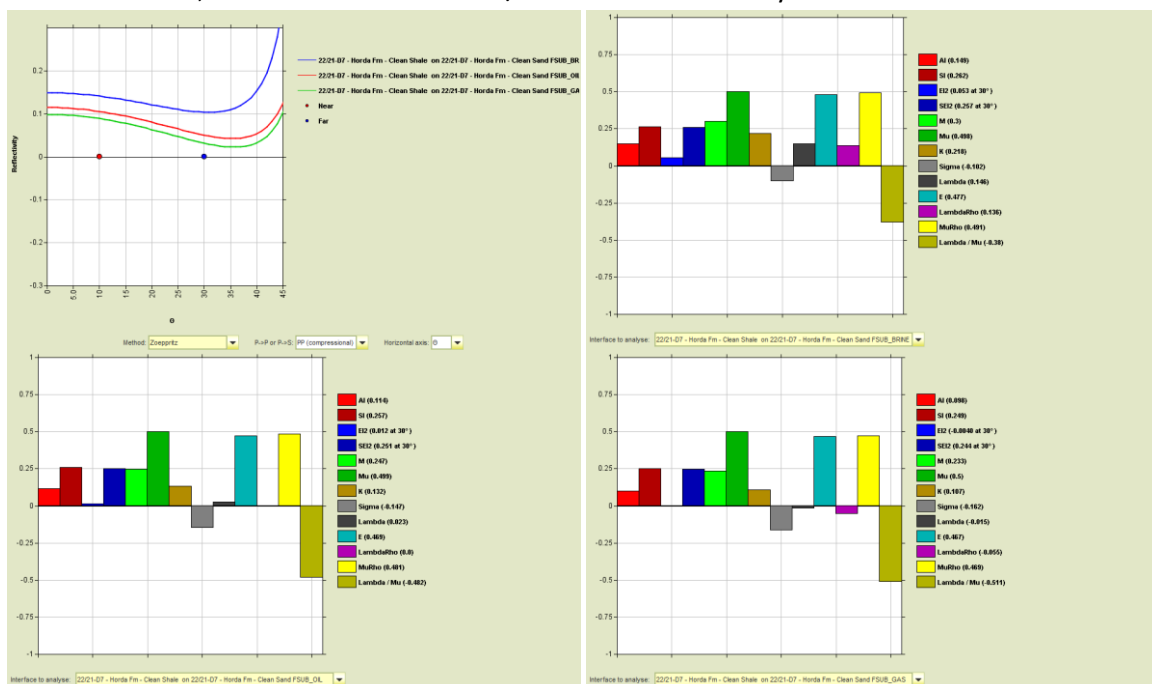 0.2
0.1
0
-0.1
-0.2
-0.3
Reflectivity
0
5.0
10
15
20
25
30
35
40
45
Θ
22/21-D7 - Horda Fm - Clean Shale on 22/21-D7 - Horda Fm - Clean Sand FSUB_BR
22/21-D7 - Horda Fm - Clean Shale on 22/21-D7 - Horda Fm - Clean Sand FSUB_OIL
22/21-D7 - Horda Fm - Clean Shale on 22/21-D7 - Horda Fm - Clean Sand FSUB_GA
Near
Far
Method: Zoeppritz P->P or P->S: PP (compressional) Horizontal axis: Θ
1
0.75
0.5
0.25
0
-0.25
-0.5
-0.75
-1
AI (0.149)
SI (0.262)
EI2 (0.053 at 30°)
SEI2 (0.257 at 30°)
M (0.3)
Mu (0.498)
K (0.218)
Sigma (-0.102)
Lambda (0.146)
E (0.477)
LambdaRho (0.136)
MuRho (0.491)
Lambda / Mu (-0.38)
Interface to analyse: 22/21-D7 - Horda Fm - Clean Shale on 22/21-D7 - Horda Fm - Clean Sand FSUB_BRINE
1
0.75
0.5
0.25
0
-0.25
-0.5
-0.75
-1
AI (0.114)
SI (0.257)
EI2 (0.012 at 30°)
SEI2 (0.251 at 30°)
M (0.247)
Mu (0.499)
K (0.132)
Sigma (-0.147)
Lambda (0.023)
E (0.469)
LambdaRho (0.0)
MuRho (0.481)
Lambda / Mu (-0.482)
Interface to analyse: 22/21-D7 - Horda Fm - Clean Shale on 22/21-D7 - Horda Fm - Clean Sand FSUB_OIL
1
0.75
0.5
0.25
0
-0.25
-0.5
-0.75
-1
AI (0.098)
SI (0.249)
EI2 (-0.0040 at 30°)
SEI2 (0.244 at 30°)
M (0.233)
Mu (0.5)
K (0.107)
Sigma (-0.162)
Lambda (-0.015)
E (0.467)
LambdaRho (-0.055)
MuRho (0.469)
Lambda / Mu (-0.511)
Interface to analyse: 22/21-D7 - Horda Fm - Clean Shale on 22/21-D7 - Horda Fm - Clean Sand FSUB_GAS